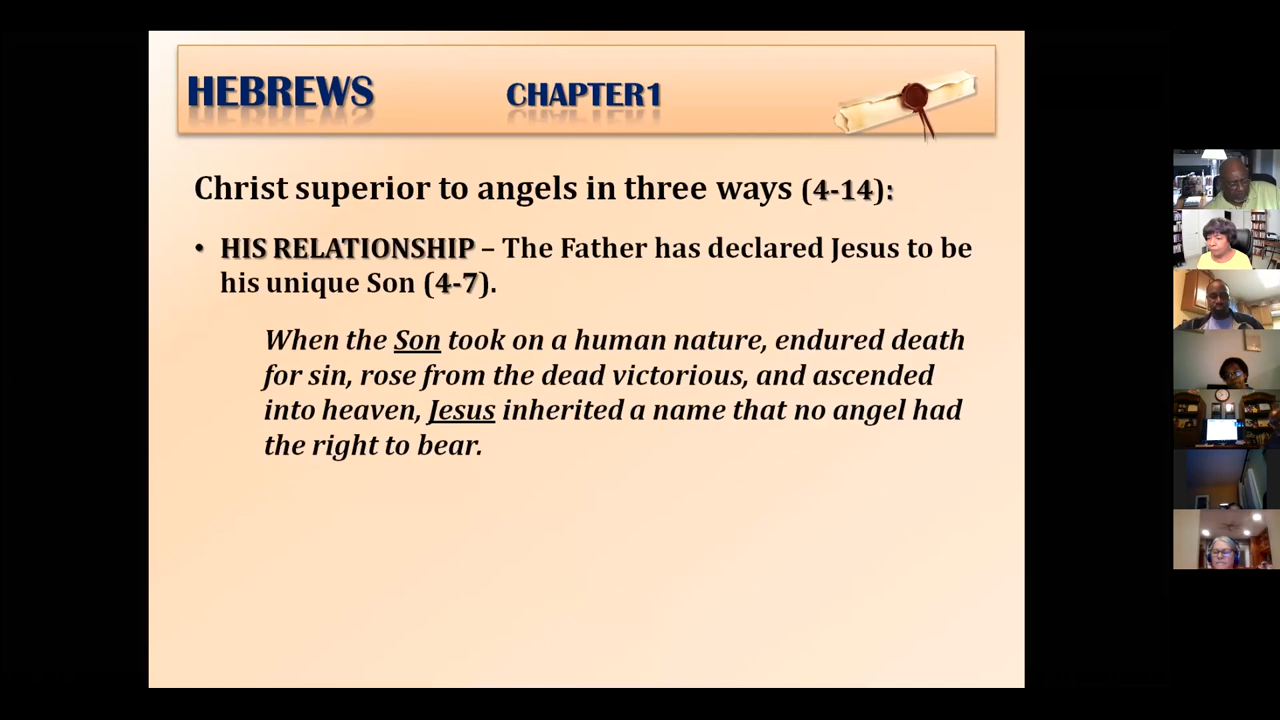 HEBREWS CHAPTER1
Christ superior to angels in three ways (4-14):
• HIS RELATIONSHIP – The Father has declared Jesus to be
his unique Son (4-7).
When the Son took on a human nature, endured death
for sin, rose from the dead victorious, and ascended
into heaven, Jesus inherited a name that no angel had
the right to bear.